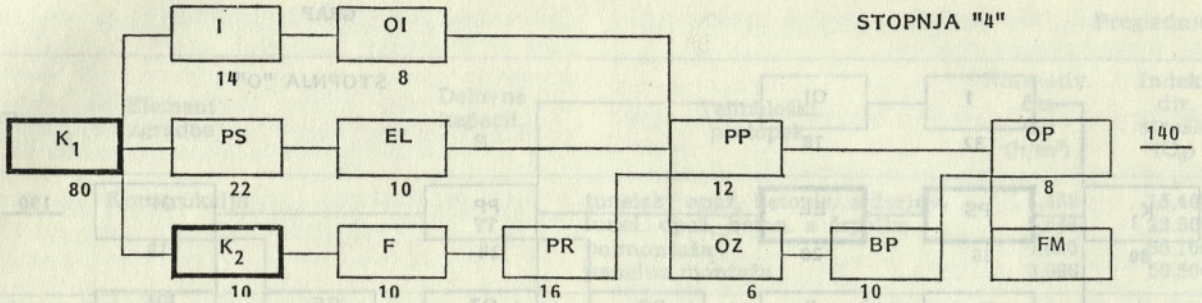 STOPNJA "4"
I OI
14 8
K1 PS EL PP OP 140
80 22 10 12 8
K2 F PR OZ BP FM
10 10 16 6 10